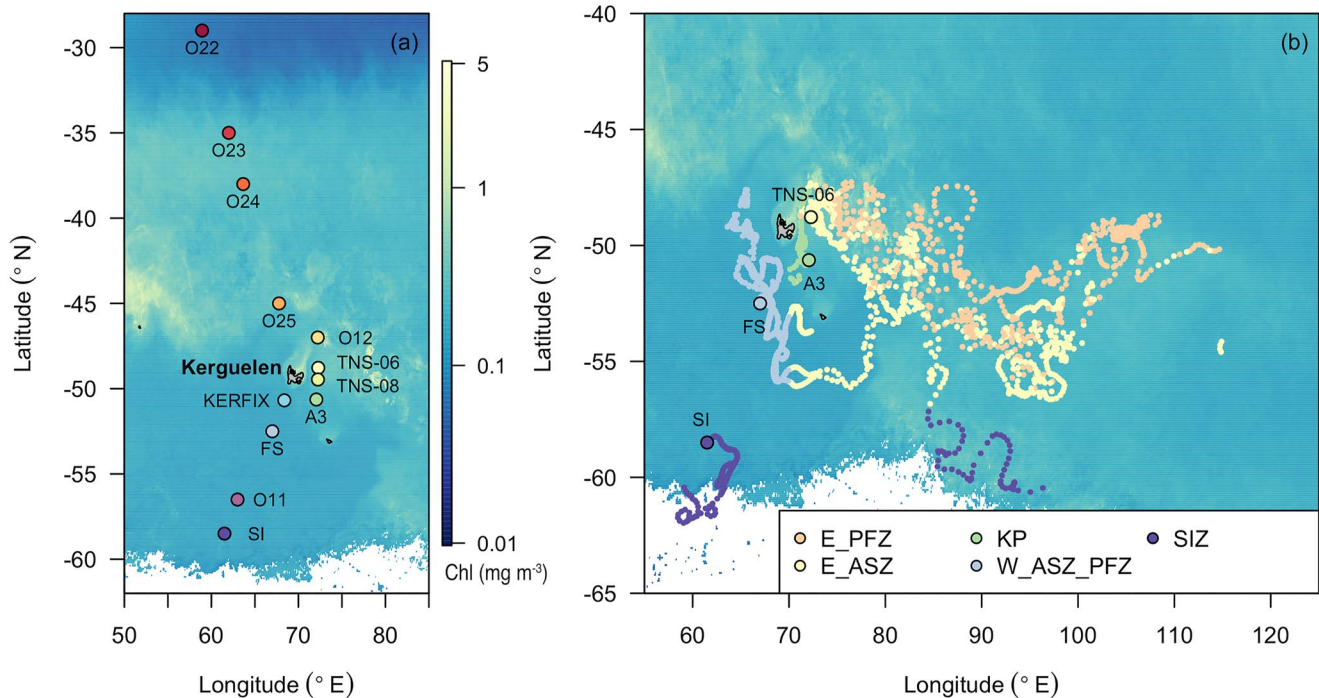 (a)
-30
-35
-40
-45
-50
-55
-60
Latitude (° N)
O22
O23
O24
O25
O12
Kerguelen
TNS-06
TNS-08
KERFIX
A3
FS
O11
SI
50
60
70
80
Longitude (° E)
5
1
0.1
0.01
Chl (mg m-3)
(b)
-40
-45
-50
-55
-60
-65
Latitude (° N)
TNS-06
A3
FS
SI
E_PFZ
KP
SIZ
E_ASZ
W_ASZ_PFZ
60
70
80
90
100
110
120
Longitude (° E)